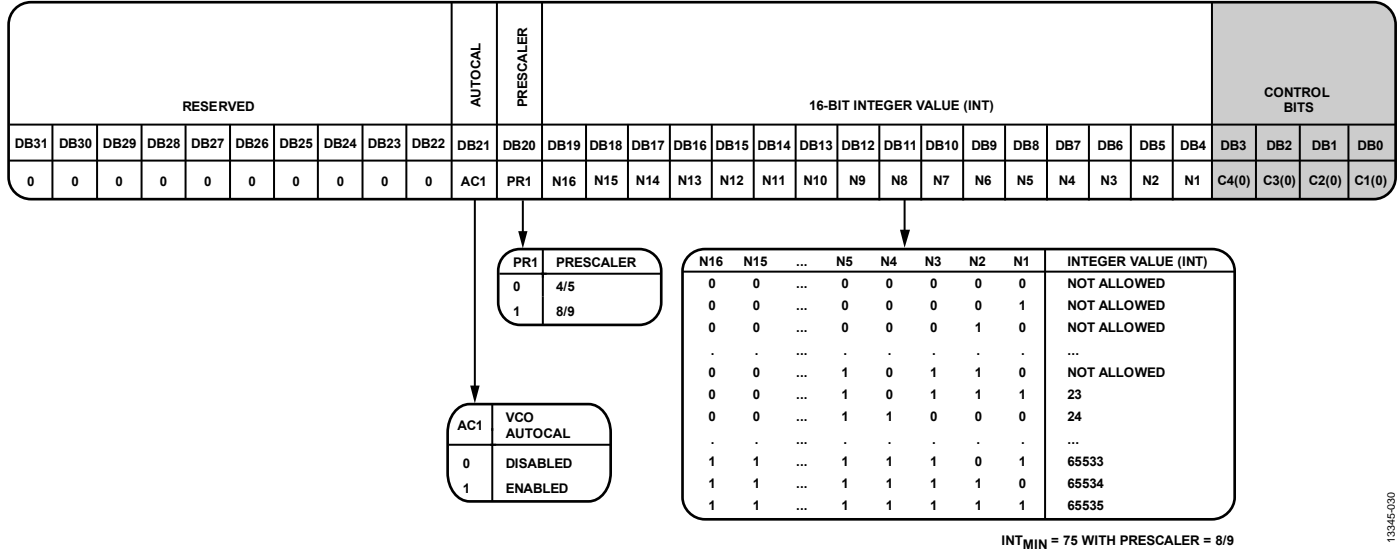 RESERVED
AUTOCAL
PRESCALER
16-BIT INTEGER VALUE (INT)
CONTROL
BITS
DB31 DB30 DB29 DB28 DB27 DB26 DB25 DB24 DB23 DB22 DB21 DB20 DB19 DB18 DB17 DB16 DB15 DB14 DB13 DB12 DB11 DB10 DB9 DB8 DB7 DB6 DB5 DB4 DB3 DB2 DB1 DB0
0 0 0 0 0 0 0 0 0 0 AC1 PR1 N16 N15 N14 N13 N12 N11 N10 N9 N8 N7 N6 N5 N4 N3 N2 N1 C4(0) C3(0) C2(0) C1(0)
PR1 PRESCALER
0 4/5
1 8/9
AC1 VCO
AUTOCAL
0 DISABLED
1 ENABLED
N16 N15 ... N5 N4 N3 N2 N1 INTEGER VALUE (INT)
0 0 ... 0 0 0 0 0 NOT ALLOWED
0 0 ... 0 0 0 0 1 NOT ALLOWED
0 0 ... 0 0 0 1 0 NOT ALLOWED
. . ... . . . . . ...
0 0 ... 1 0 1 1 0 NOT ALLOWED
0 0 ... 1 0 1 1 1 23
0 0 ... 1 1 0 0 0 24
. . ... . . . . . ...
1 1 ... 1 1 1 0 1 65533
1 1 ... 1 1 1 1 0 65534
1 1 ... 1 1 1 1 1 65535
INTMIN = 75 WITH PRESCALER = 8/9
13345-030